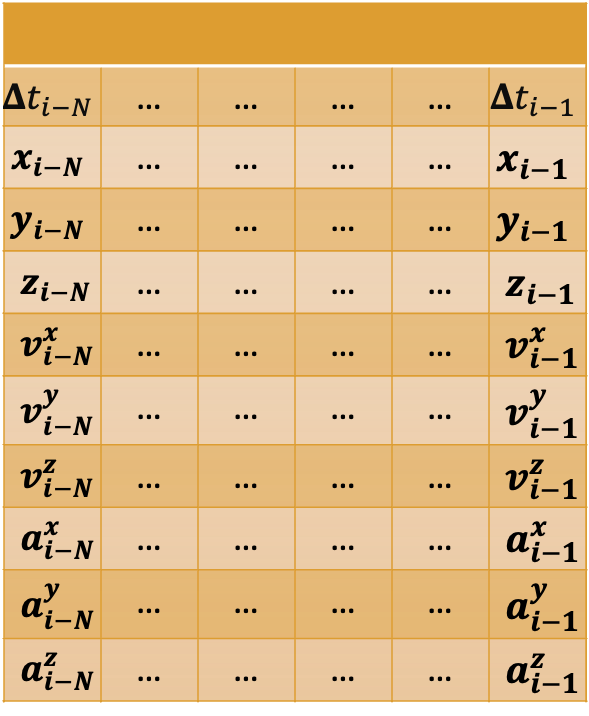 Δt_{i−N} ... ... ... ... Δt_{i−1}
x_{i−N} ... ... ... ... x_{i−1}
y_{i−N} ... ... ... ... y_{i−1}
z_{i−N} ... ... ... ... z_{i−1}
v^x_{i−N} ... ... ... ... v^x_{i−1}
v^y_{i−N} ... ... ... ... v^y_{i−1}
v^z_{i−N} ... ... ... ... v^z_{i−1}
a^x_{i−N} ... ... ... ... a^x_{i−1}
a^y_{i−N} ... ... ... ... a^y_{i−1}
a^z_{i−N} ... ... ... ... a^z_{i−1}